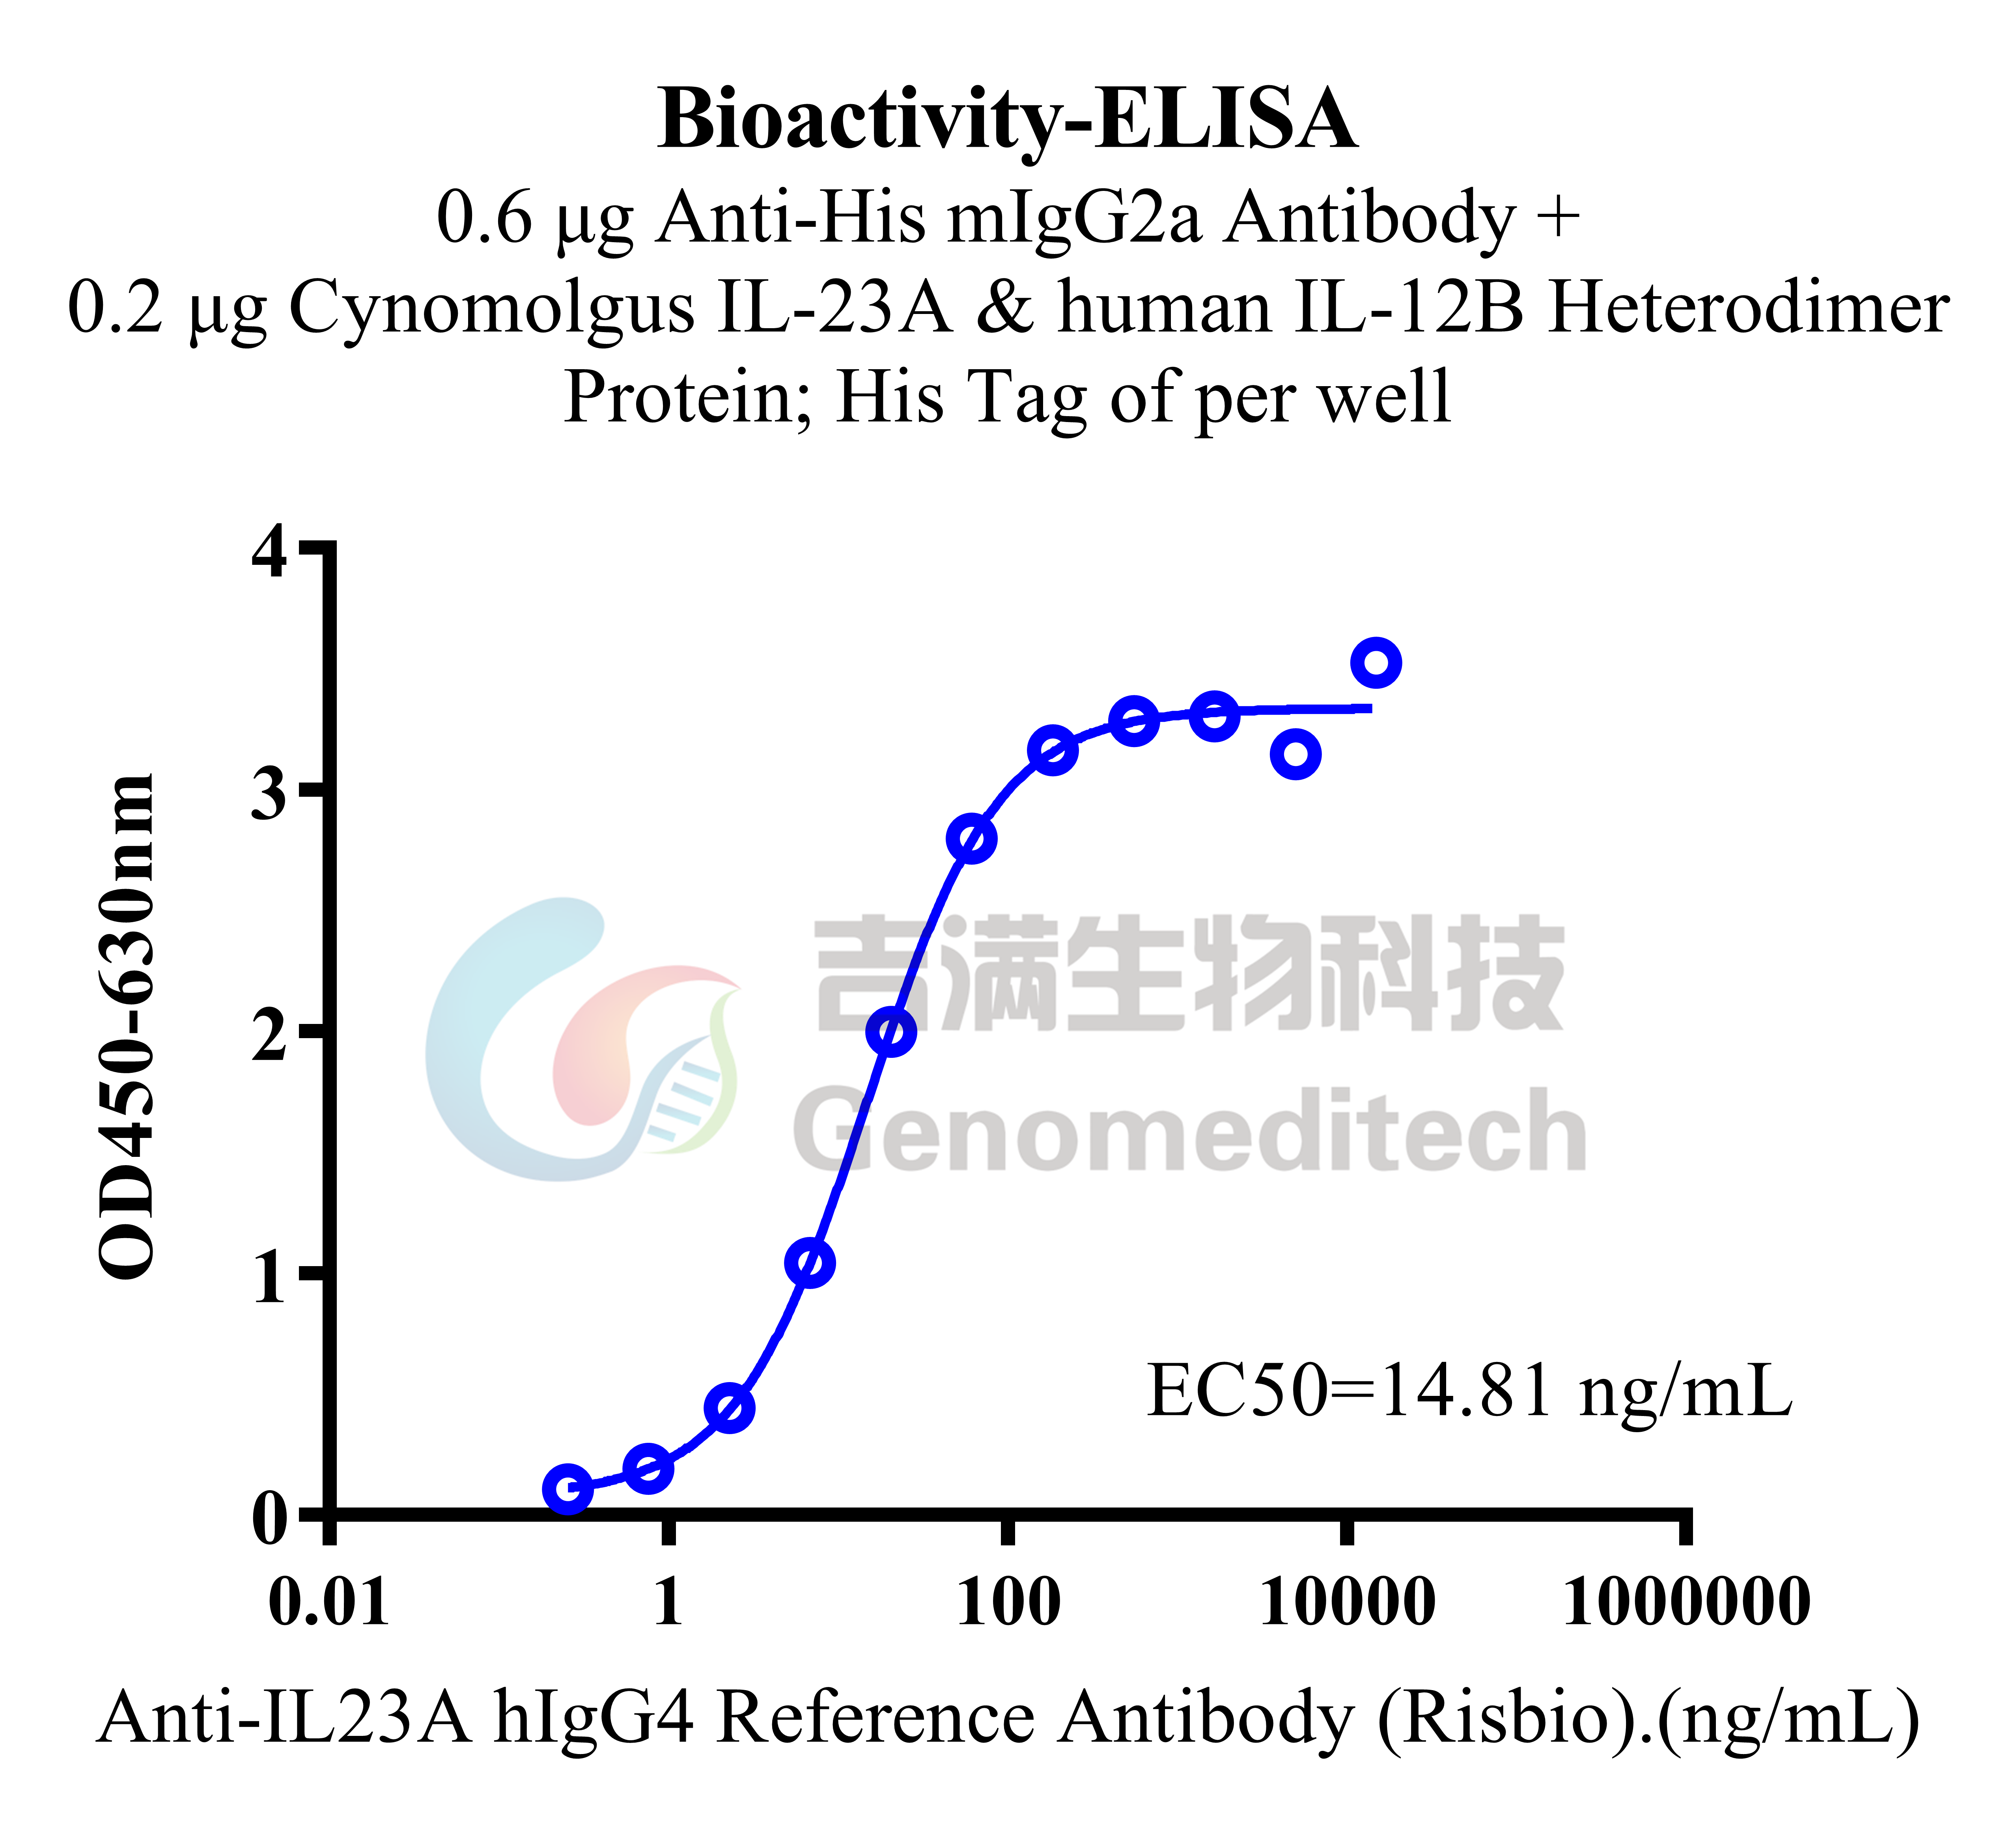 Bioactivity-ELISA
0.6 μg Anti-His mIgG2a Antibody +
0.2 μg Cynomolgus IL-23A & human IL-12B Heterodimer
Protein; His Tag of per well
4
3
2
1
0
OD450-630nm
吉满生物科技
Genomeditech
EC50=14.81 ng/mL
0.01 1 100 10000 1000000
Anti-IL23A hIgG4 Reference Antibody (Risbio).(ng/mL)